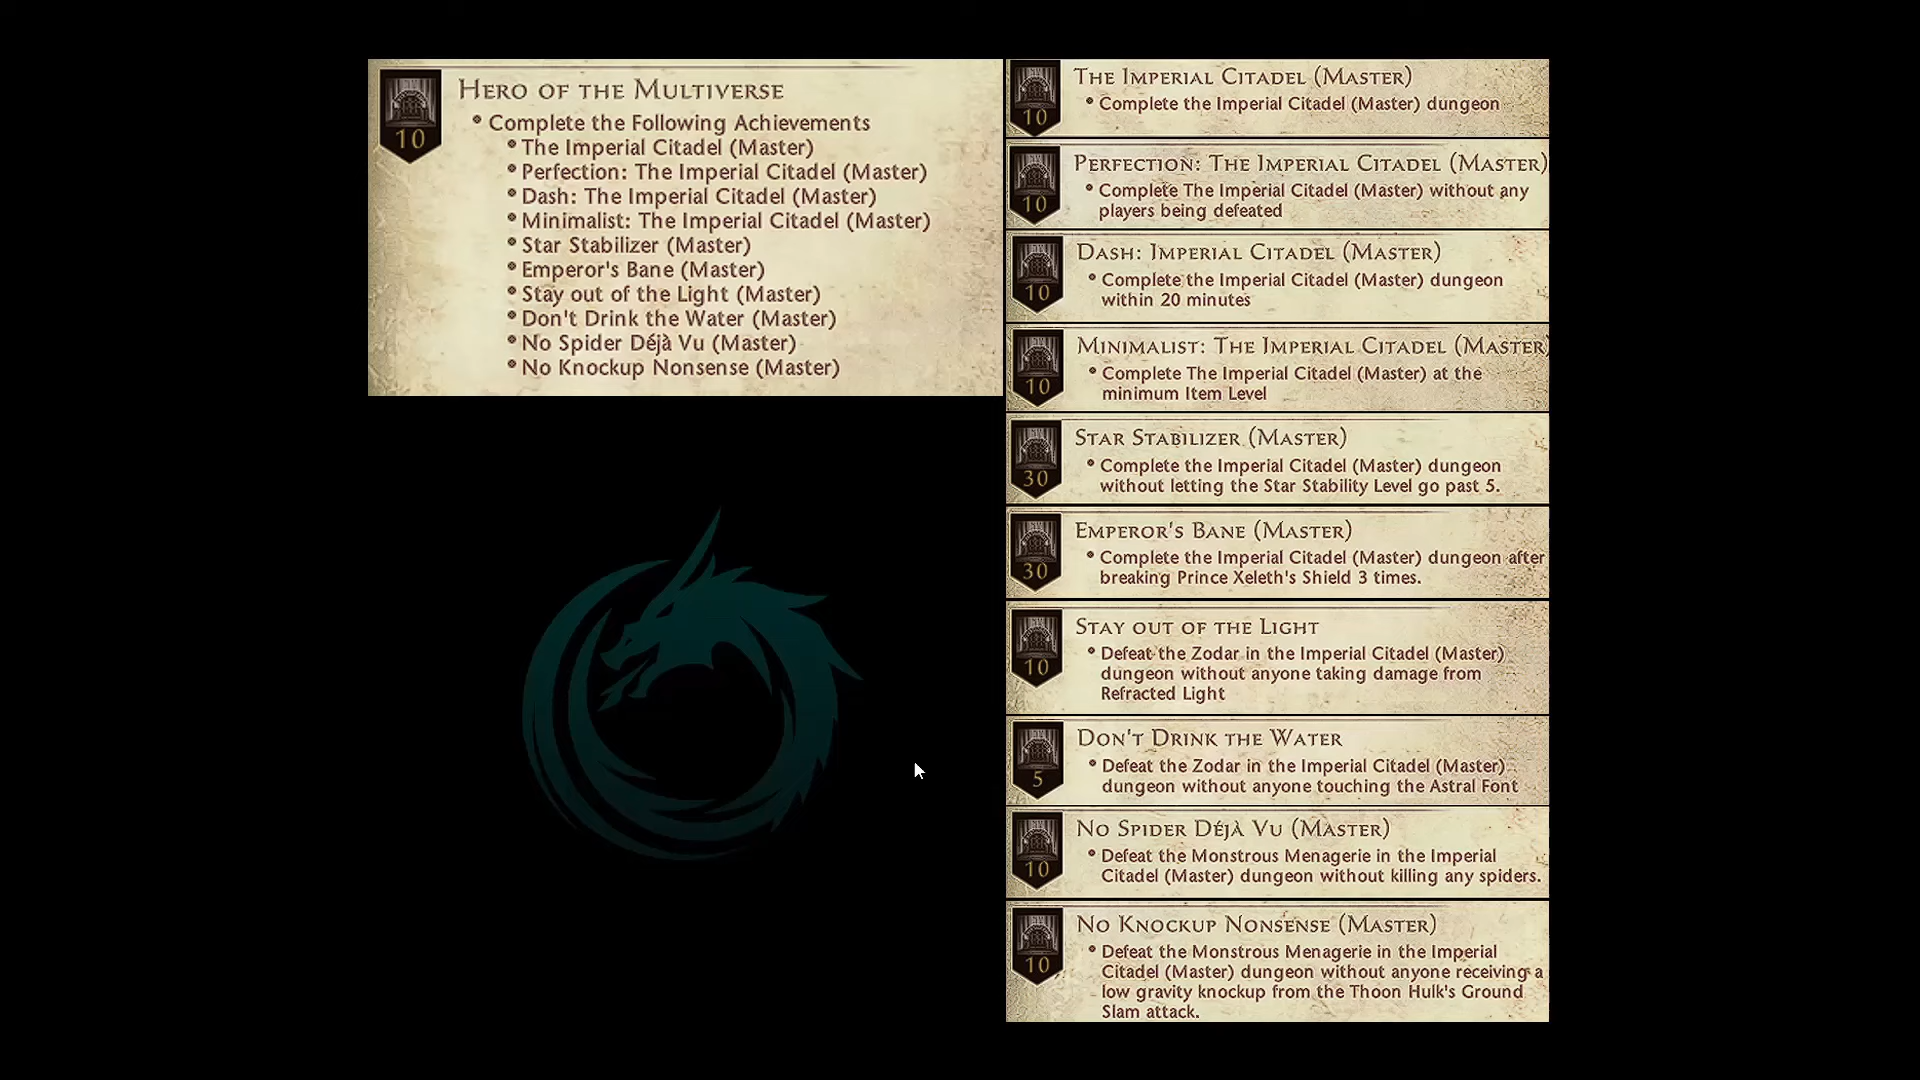 10
HERO OF THE MULTIVERSE
• Complete the Following Achievements
• The Imperial Citadel (Master)
• Perfection: The Imperial Citadel (Master)
• Dash: The Imperial Citadel (Master)
• Minimalist: The Imperial Citadel (Master)
• Star Stabilizer (Master)
• Emperor's Bane (Master)
• Stay out of the Light (Master)
• Don't Drink the Water (Master)
• No Spider Déjà Vu (Master)
• No Knockup Nonsense (Master)
10
THE IMPERIAL CITADEL (MASTER)
• Complete the Imperial Citadel (Master) dungeon
10
PERFECTION: THE IMPERIAL CITADEL (MASTER)
• Complete The Imperial Citadel (Master) without any
players being defeated
10
DASH: IMPERIAL CITADEL (MASTER)
• Complete the Imperial Citadel (Master) dungeon
within 20 minutes
10
MINIMALIST: THE IMPERIAL CITADEL (MASTER)
• Complete The Imperial Citadel (Master) at the
minimum Item Level
30
STAR STABILIZER (MASTER)
• Complete the Imperial Citadel (Master) dungeon
without letting the Star Stability Level go past 5.
30
EMPEROR'S BANE (MASTER)
• Complete the Imperial Citadel (Master) dungeon after
breaking Prince Xeleth's Shield 3 times.
10
STAY OUT OF THE LIGHT
• Defeat the Zodar in the Imperial Citadel (Master)
dungeon without anyone taking damage from
Refracted Light
5
DON'T DRINK THE WATER
• Defeat the Zodar in the Imperial Citadel (Master)
dungeon without anyone touching the Astral Font
10
NO SPIDER DÉJÀ VU (MASTER)
• Defeat the Monstrous Menagerie in the Imperial
Citadel (Master) dungeon without killing any spiders.
10
NO KNOCKUP NONSENSE (MASTER)
• Defeat the Monstrous Menagerie in the Imperial
Citadel (Master) dungeon without anyone receiving a
low gravity knockup from the Thoon Hulk's Ground
Slam attack.